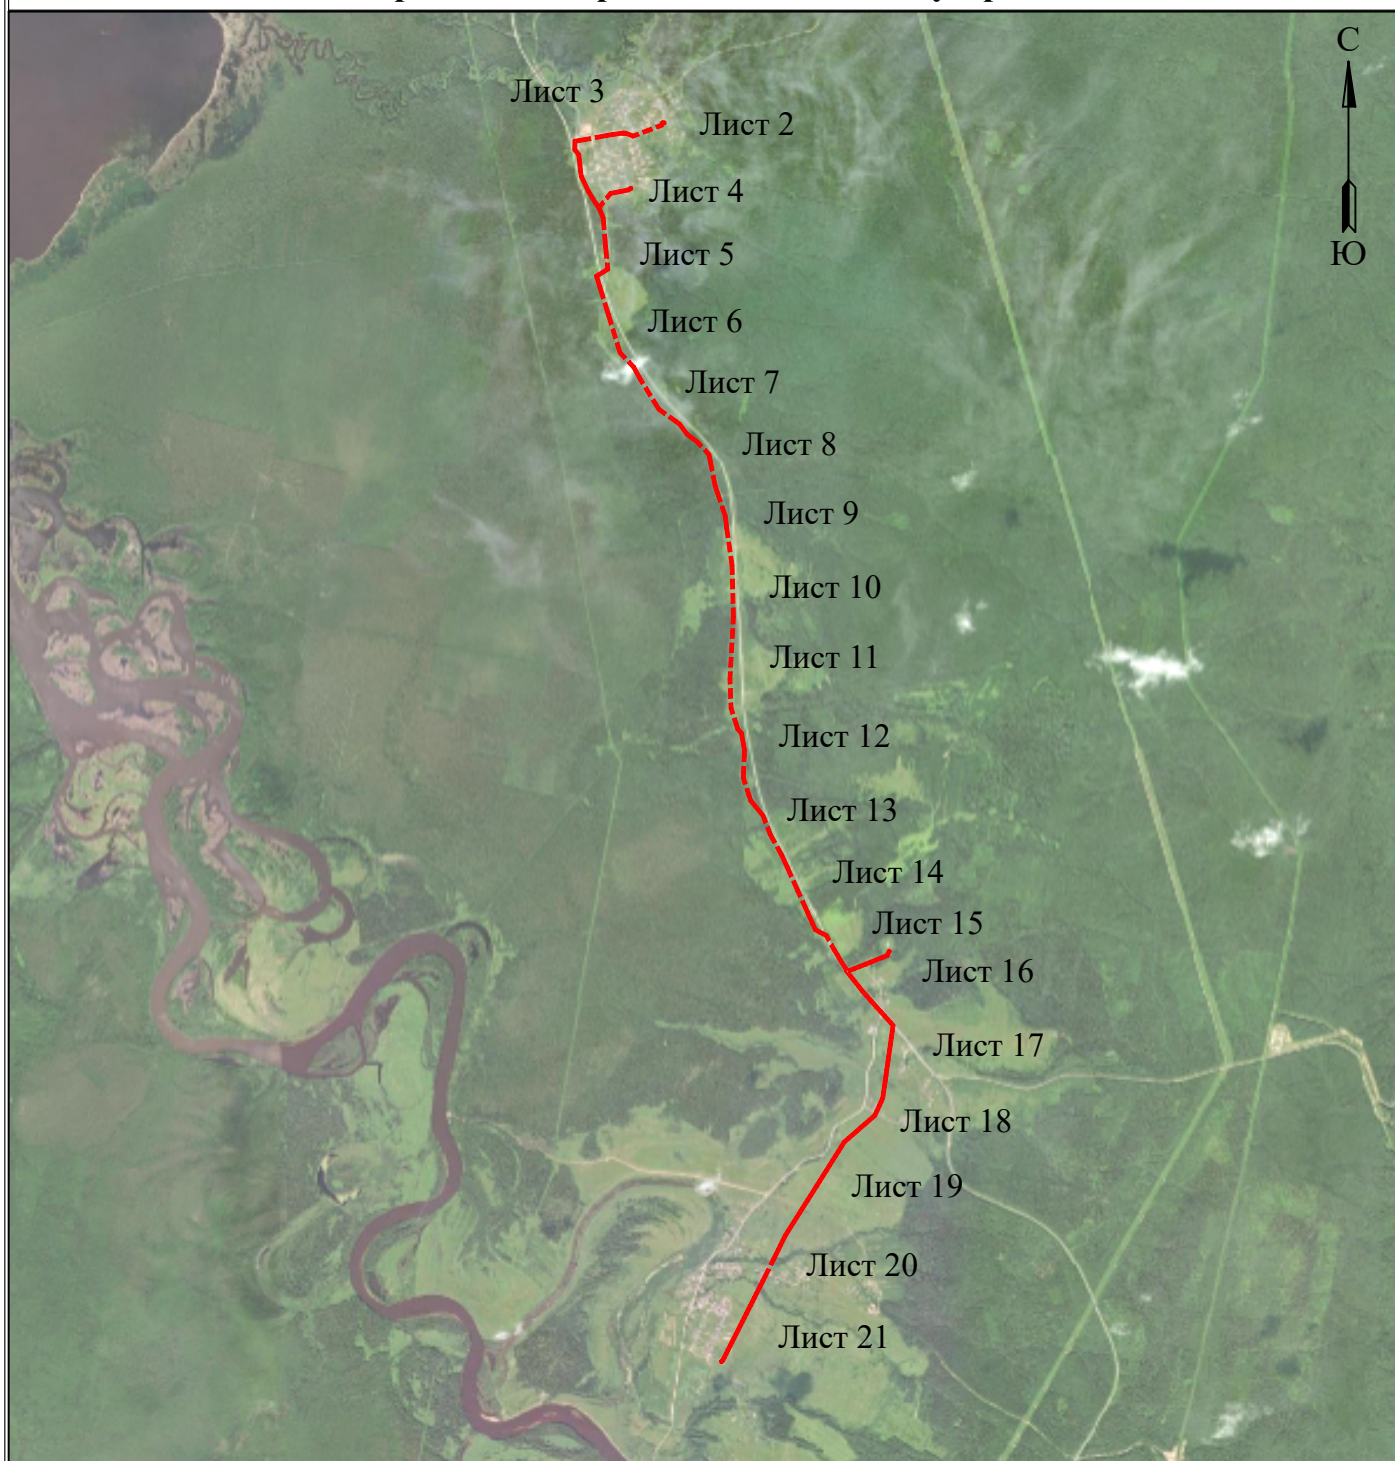 С
Лист 3
Лист 2
Лист 4
Ю
Лист 5
Лист 6
Лист 7
Лист 8
Лист 9
Лист 10
Лист 11
Лист 12
Лист 13
Лист 14
Лист 15
Лист 16
Лист 17
Лист 18
Лист 19
Лист 20
Лист 21